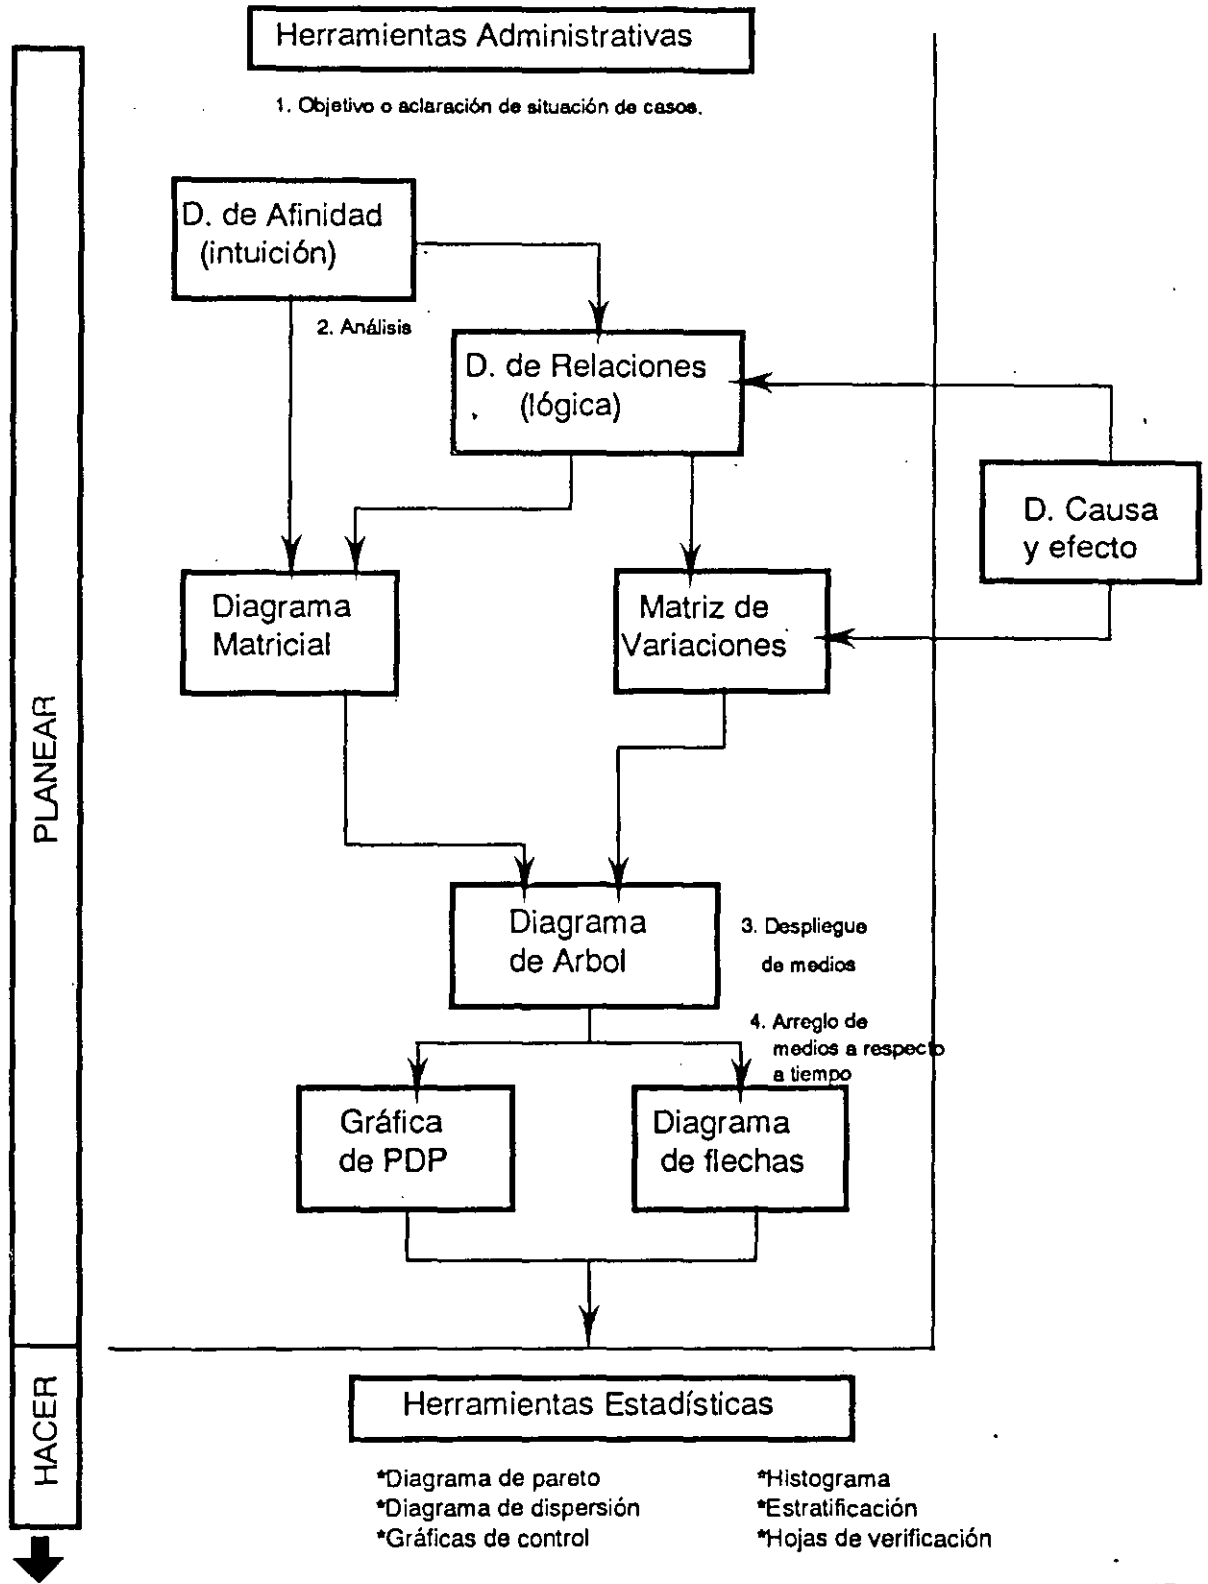 Herramientas Administrativas
1. Objetivo o aclaración de situación de casos.
D. de Afinidad
(intuición)
2. Análisis
D. de Relaciones
(lógica)
D. Causa
y efecto
Diagrama
Matricial
Matriz de
Variaciones
PLANEAR
Diagrama
de Arbol
3. Despliegue
de medios
4. Arreglo de
medios a respecto
a tiempo
Gráfica
de PDP
Diagrama
de flechas
HACER
Herramientas Estadísticas
*Diagrama de pareto
*Diagrama de dispersión
*Gráficas de control
*Histograma
*Estratificación
*Hojas de verificación